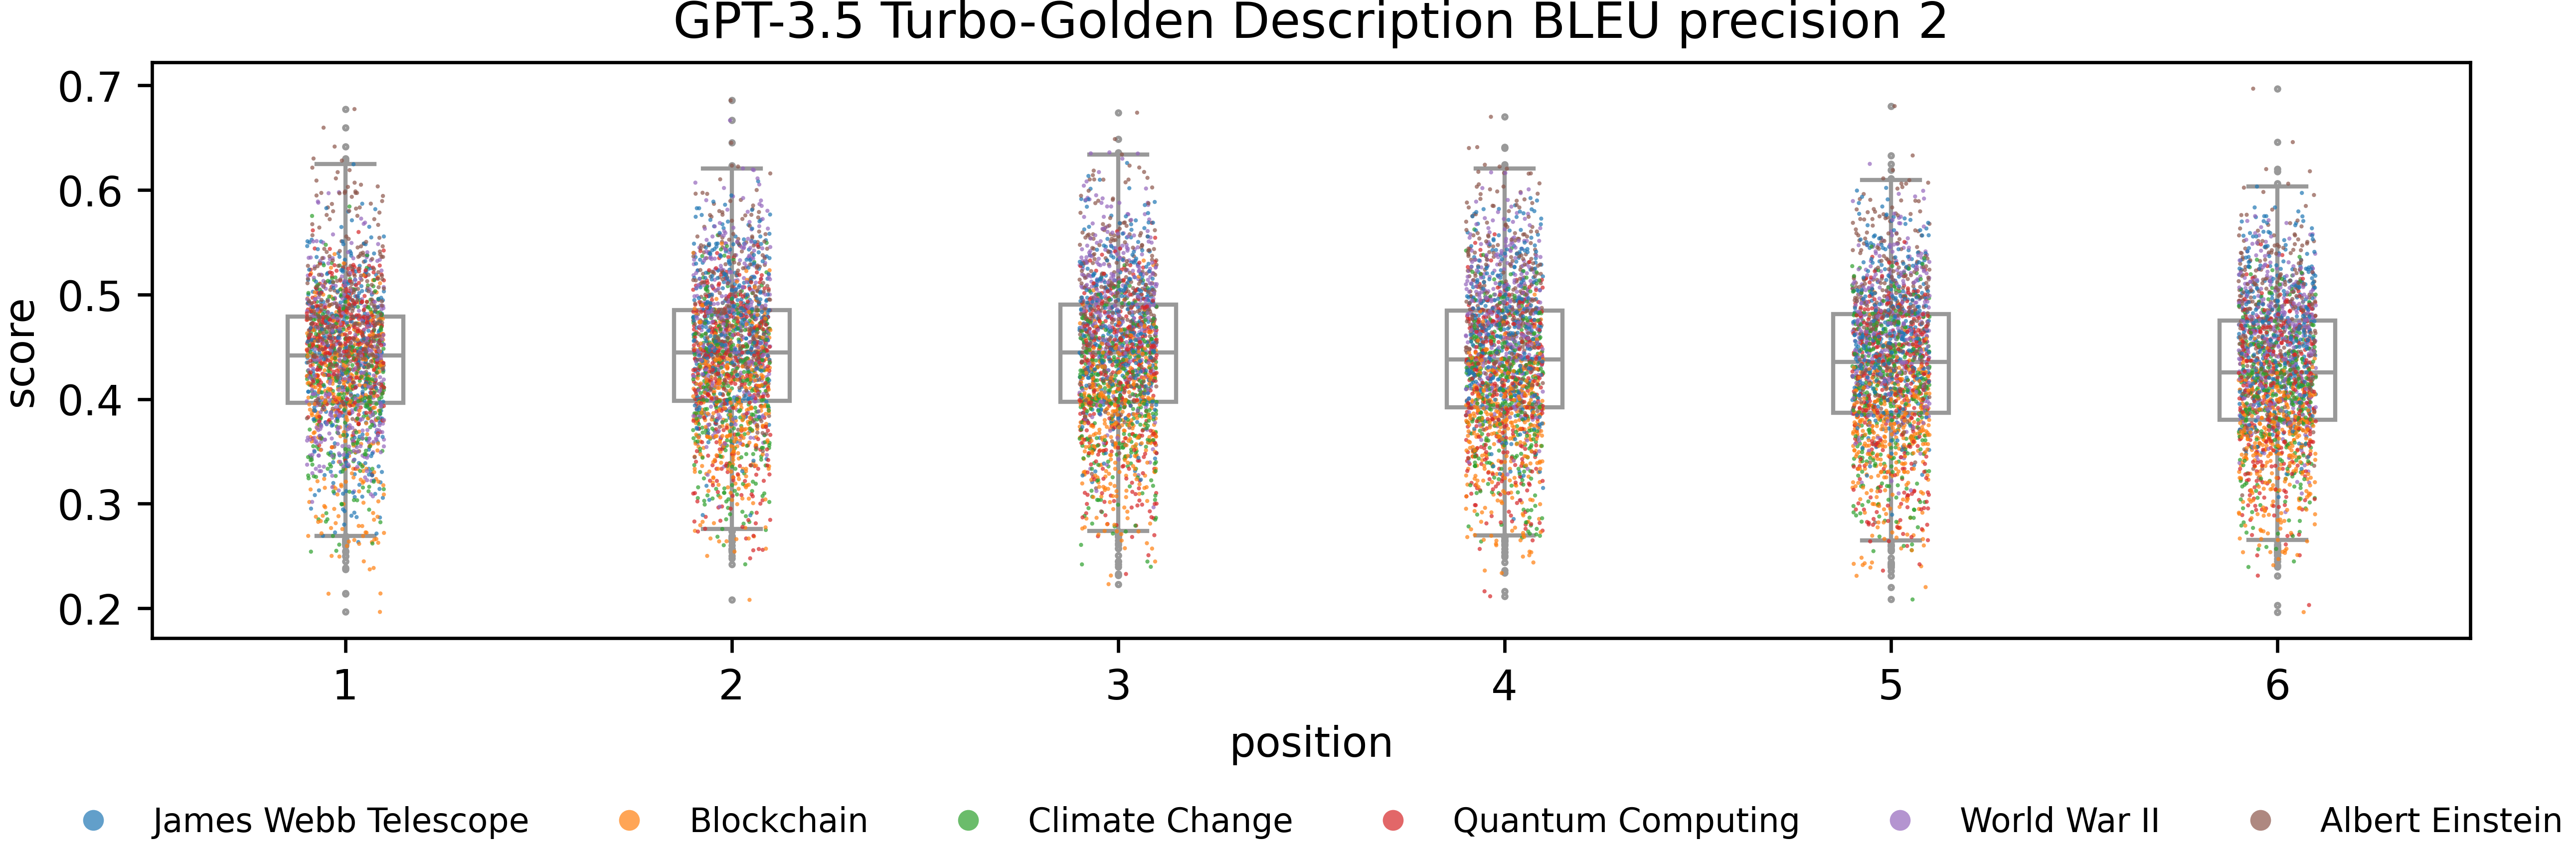 GPT-3.5 Turbo-Golden Description BLEU precision 2
score
0.7
0.6
0.5
0.4
0.3
0.2
1 2 3 4 5 6
position
James Webb Telescope Blockchain Climate Change Quantum Computing World War II Albert Einstein